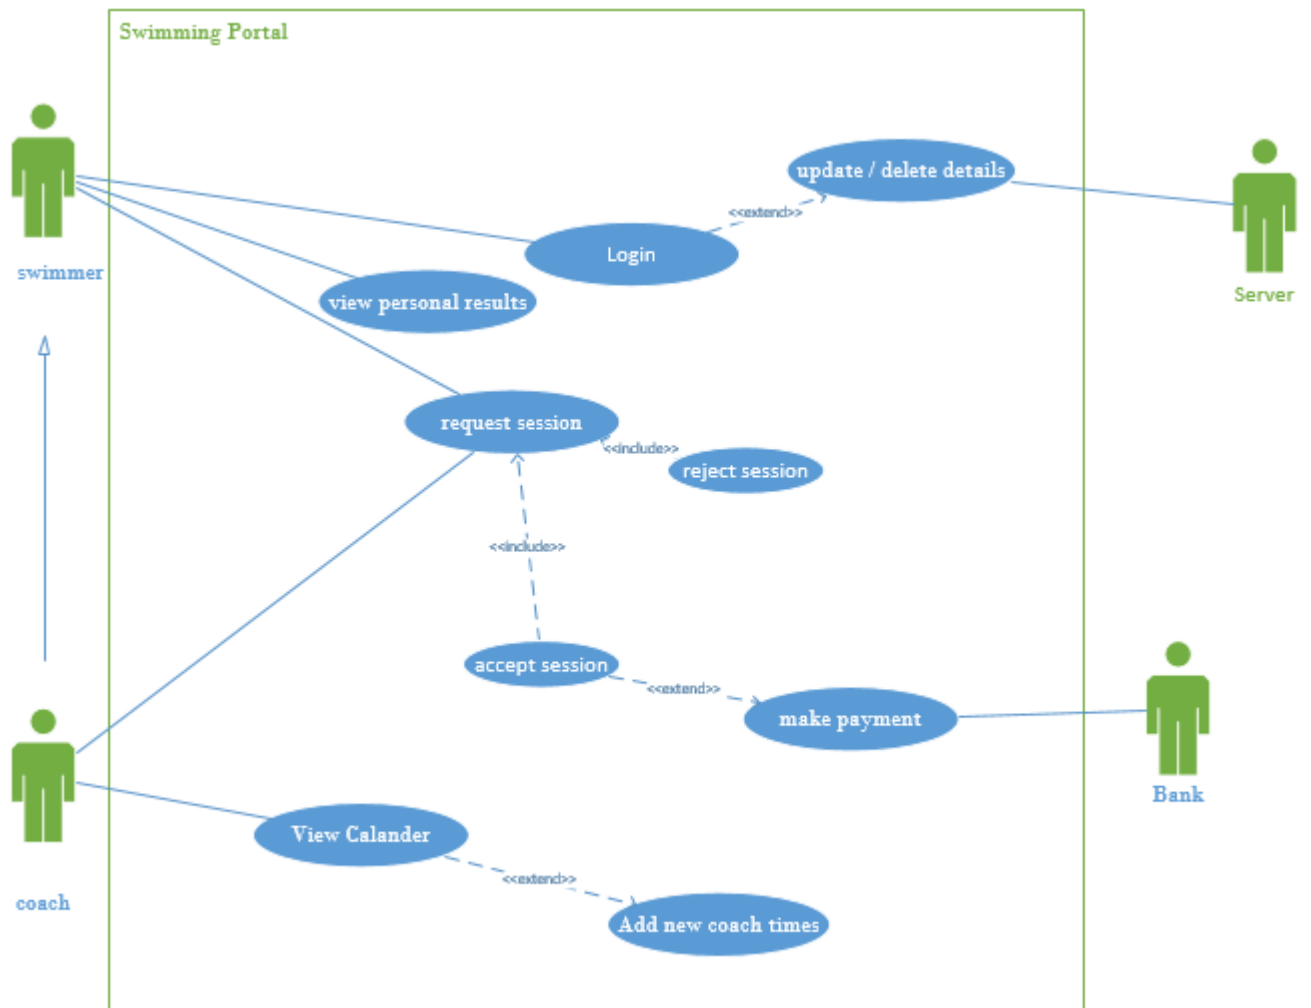 Swimming Portal
update / delete details
<<extend>>
Login
swimmer
Server
view personal results
request session
<<include>>
reject session
<<include>>
accept session
<<extend>>
make payment
Bank
View Calander
<<extend>>
coach
Add new coach times